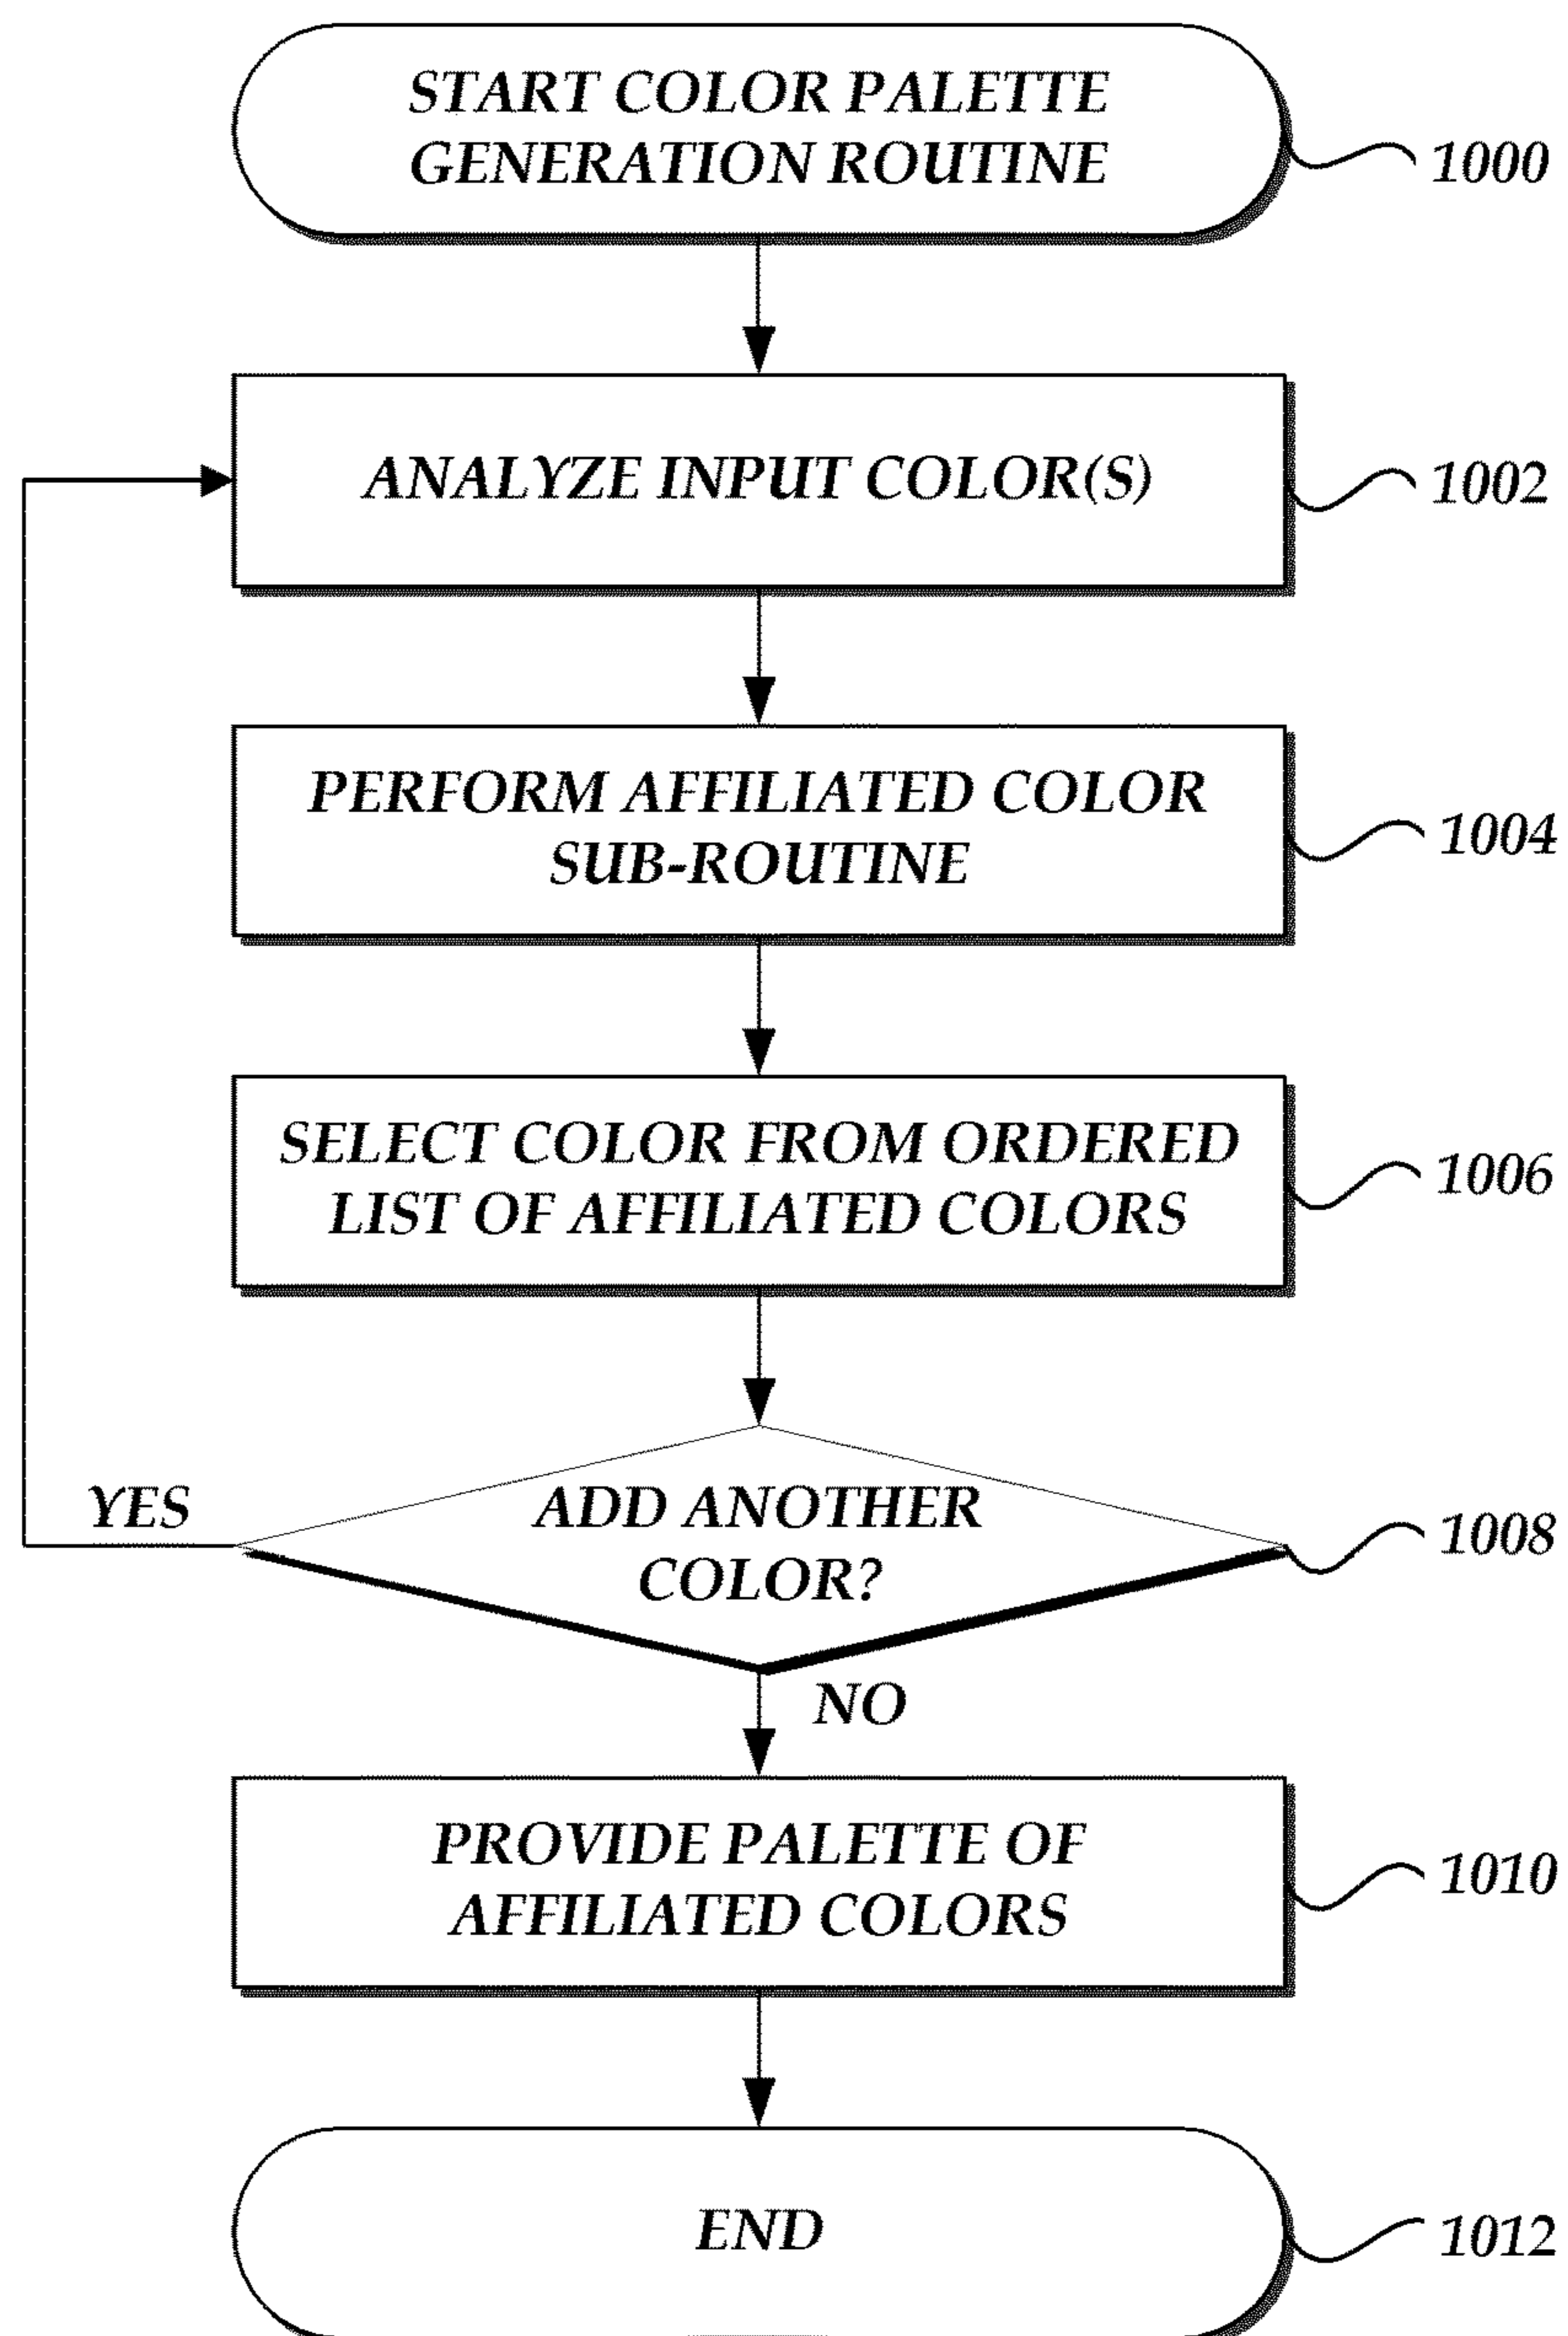 START COLOR PALETTE
GENERATION ROUTINE
1000
ANALYZE INPUT COLOR(S)
1002
PERFORM AFFILIATED COLOR
SUB-ROUTINE
1004
SELECT COLOR FROM ORDERED
LIST OF AFFILIATED COLORS
1006
YES
ADD ANOTHER
COLOR?
1008
NO
PROVIDE PALETTE OF
AFFILIATED COLORS
1010
END
1012